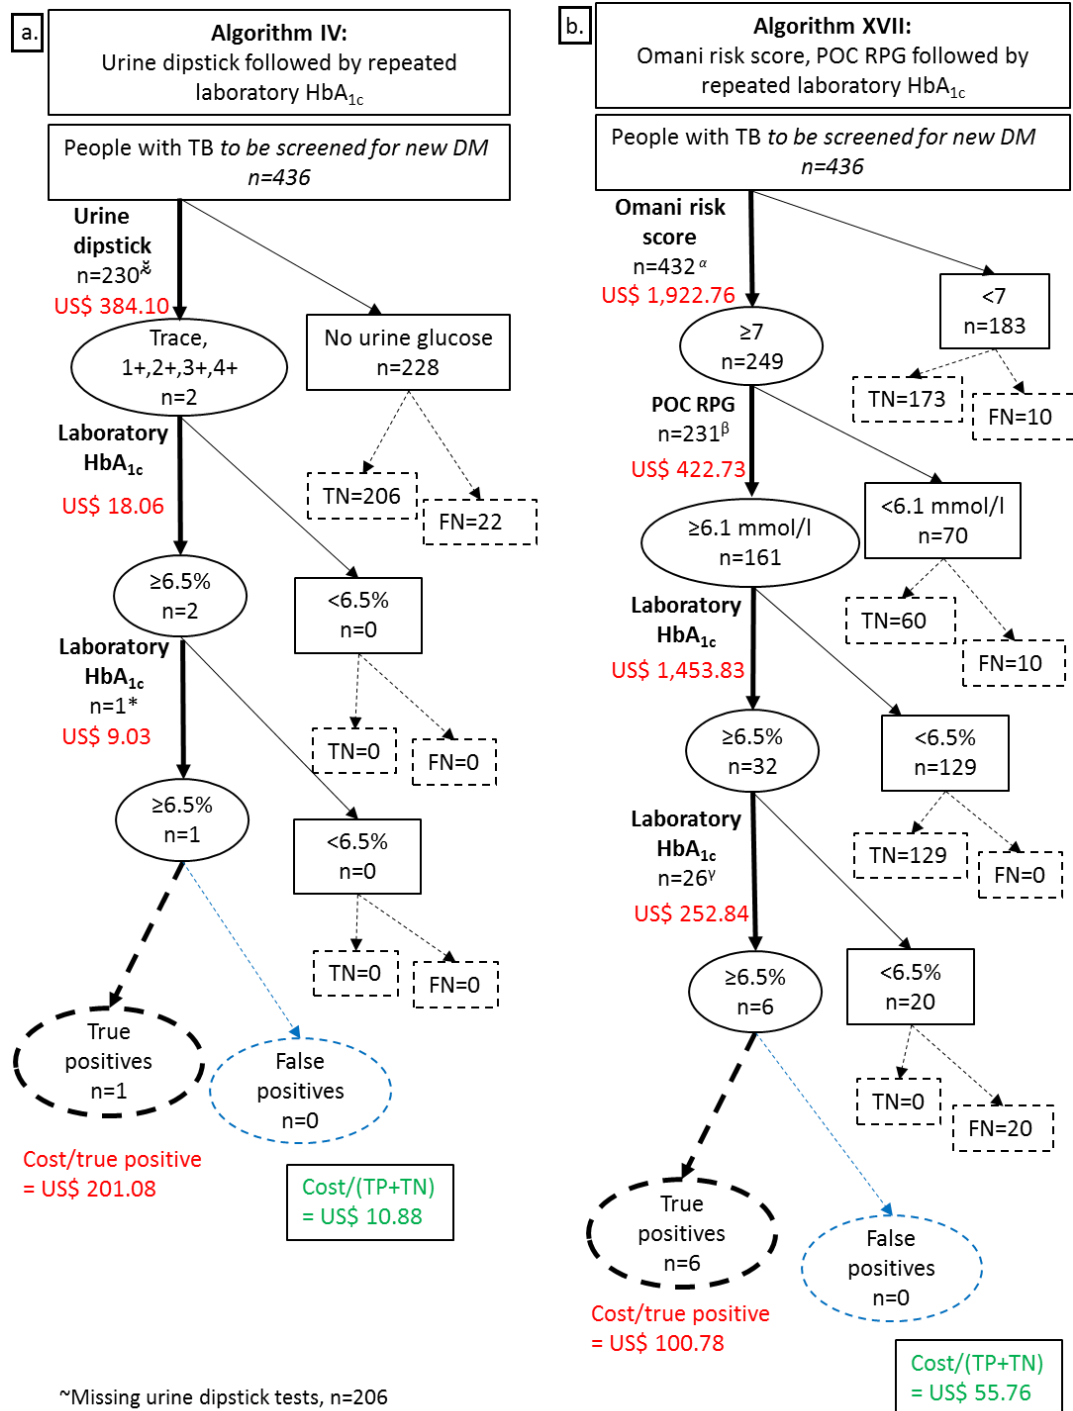 a.
Algorithm IV:
Urine dipstick followed by repeated
laboratory HbA1c
People with TB to be screened for new DM
n=436
Urine
dipstick
n=230
US$ 384.10
Trace,
1+,2+,3+,4+
n=2
No urine glucose
n=228
TN=206
FN=22
Laboratory
HbA1c
US$ 18.06
≥6.5%
n=2
<6.5%
n=0
TN=0
FN=0
Laboratory
HbA1c
n=1*
US$ 9.03
≥6.5%
n=1
<6.5%
n=0
TN=0
FN=0
True
positives
n=1
False
positives
n=0
Cost/true positive
= US$ 201.08
Cost/(TP+TN)
= US$ 10.88
~Missing urine dipstick tests, n=206
b.
Algorithm XVII:
Omani risk score, POC RPG followed by
repeated laboratory HbA1c
People with TB to be screened for new DM
n=436
Omani risk
score
n=432 α
US$ 1,922.76
≥7
n=249
<7
n=183
TN=173
FN=10
POC RPG
n=231β
US$ 422.73
≥6.1 mmol/l
n=161
<6.1 mmol/l
n=70
TN=60
FN=10
Laboratory
HbA1c
US$ 1,453.83
≥6.5%
n=32
<6.5%
n=129
TN=129
FN=0
Laboratory
HbA1c
n=26γ
US$ 252.84
≥6.5%
n=6
<6.5%
n=20
TN=0
FN=20
True
positives
n=6
False
positives
n=0
Cost/true positive
= US$ 100.78
Cost/(TP+TN)
= US$ 55.76